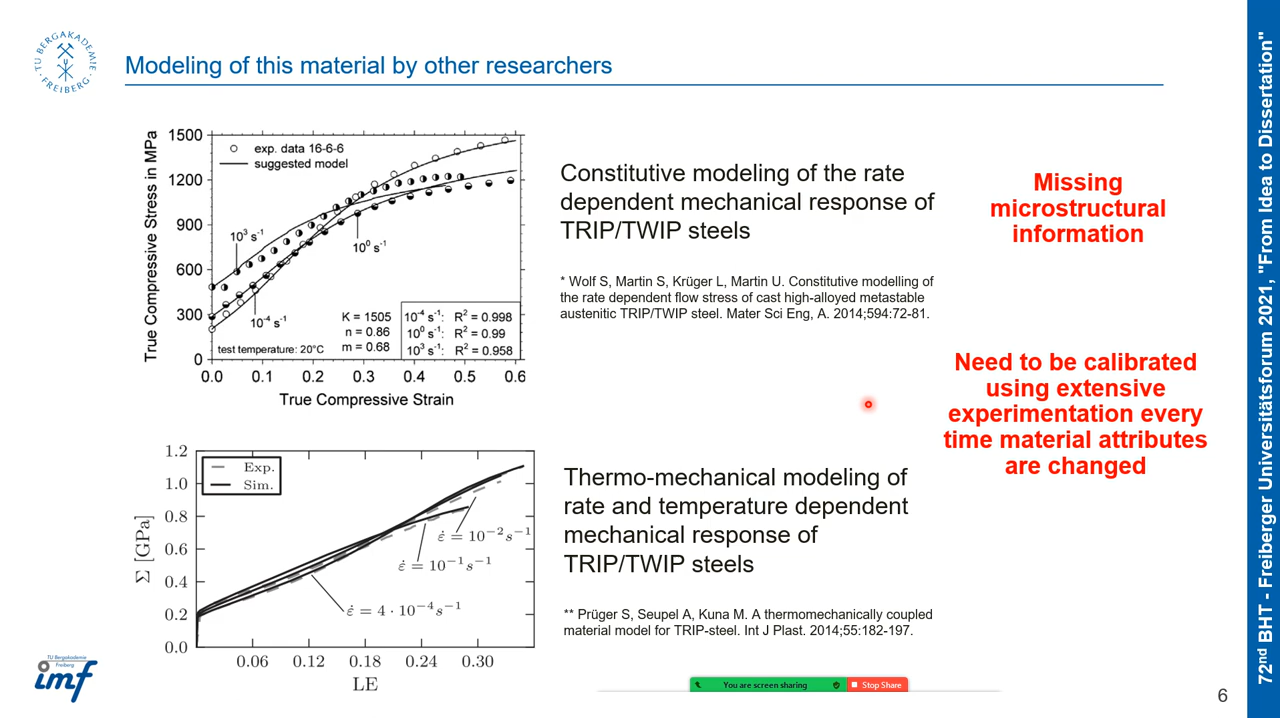 TU BERGAKADEMIE
· FREIBERG ·
Modeling of this material by other researchers
True Compressive Stress in MPa
1500
1200
900
600
300
0
exp. data 16-6-6
suggested model
10³ s⁻¹
10⁰ s⁻¹
10⁻⁴ s⁻¹
K = 1505
n = 0.86
m = 0.68
10⁻⁴ s⁻¹: R² = 0.998
10⁰ s⁻¹: R² = 0.99
10³ s⁻¹: R² = 0.958
test temperature: 20°C
0.0 0.1 0.2 0.3 0.4 0.5 0.6
True Compressive Strain
Constitutive modeling of the rate
dependent mechanical response of
TRIP/TWIP steels
* Wolf S, Martin S, Krüger L, Martin U. Constitutive modelling of
the rate dependent flow stress of cast high-alloyed metastable
austenitic TRIP/TWIP steel. Mater Sci Eng, A. 2014;594:72-81.
Missing
microstructural
information
Need to be calibrated
using extensive
experimentation every
time material attributes
are changed
Σ [GPa]
1.2
1.0
0.8
0.6
0.4
0.2
0.0
Exp.
Sim.
ε̇ = 10⁻²s⁻¹
ε̇ = 10⁻¹s⁻¹
ε̇ = 4 · 10⁻⁴s⁻¹
0.06 0.12 0.18 0.24 0.30
LE
Thermo-mechanical modeling of
rate and temperature dependent
mechanical response of
TRIP/TWIP steels
** Prüger S, Seupel A, Kuna M. A thermomechanically coupled
material model for TRIP-steel. Int J Plast. 2014;55:182-197.
TU Bergakademie
Freiberg
imf
You are screen sharing
Stop Share
6
72nd BHT - Freiberger Universitätsforum 2021, "From Idea to Dissertation"